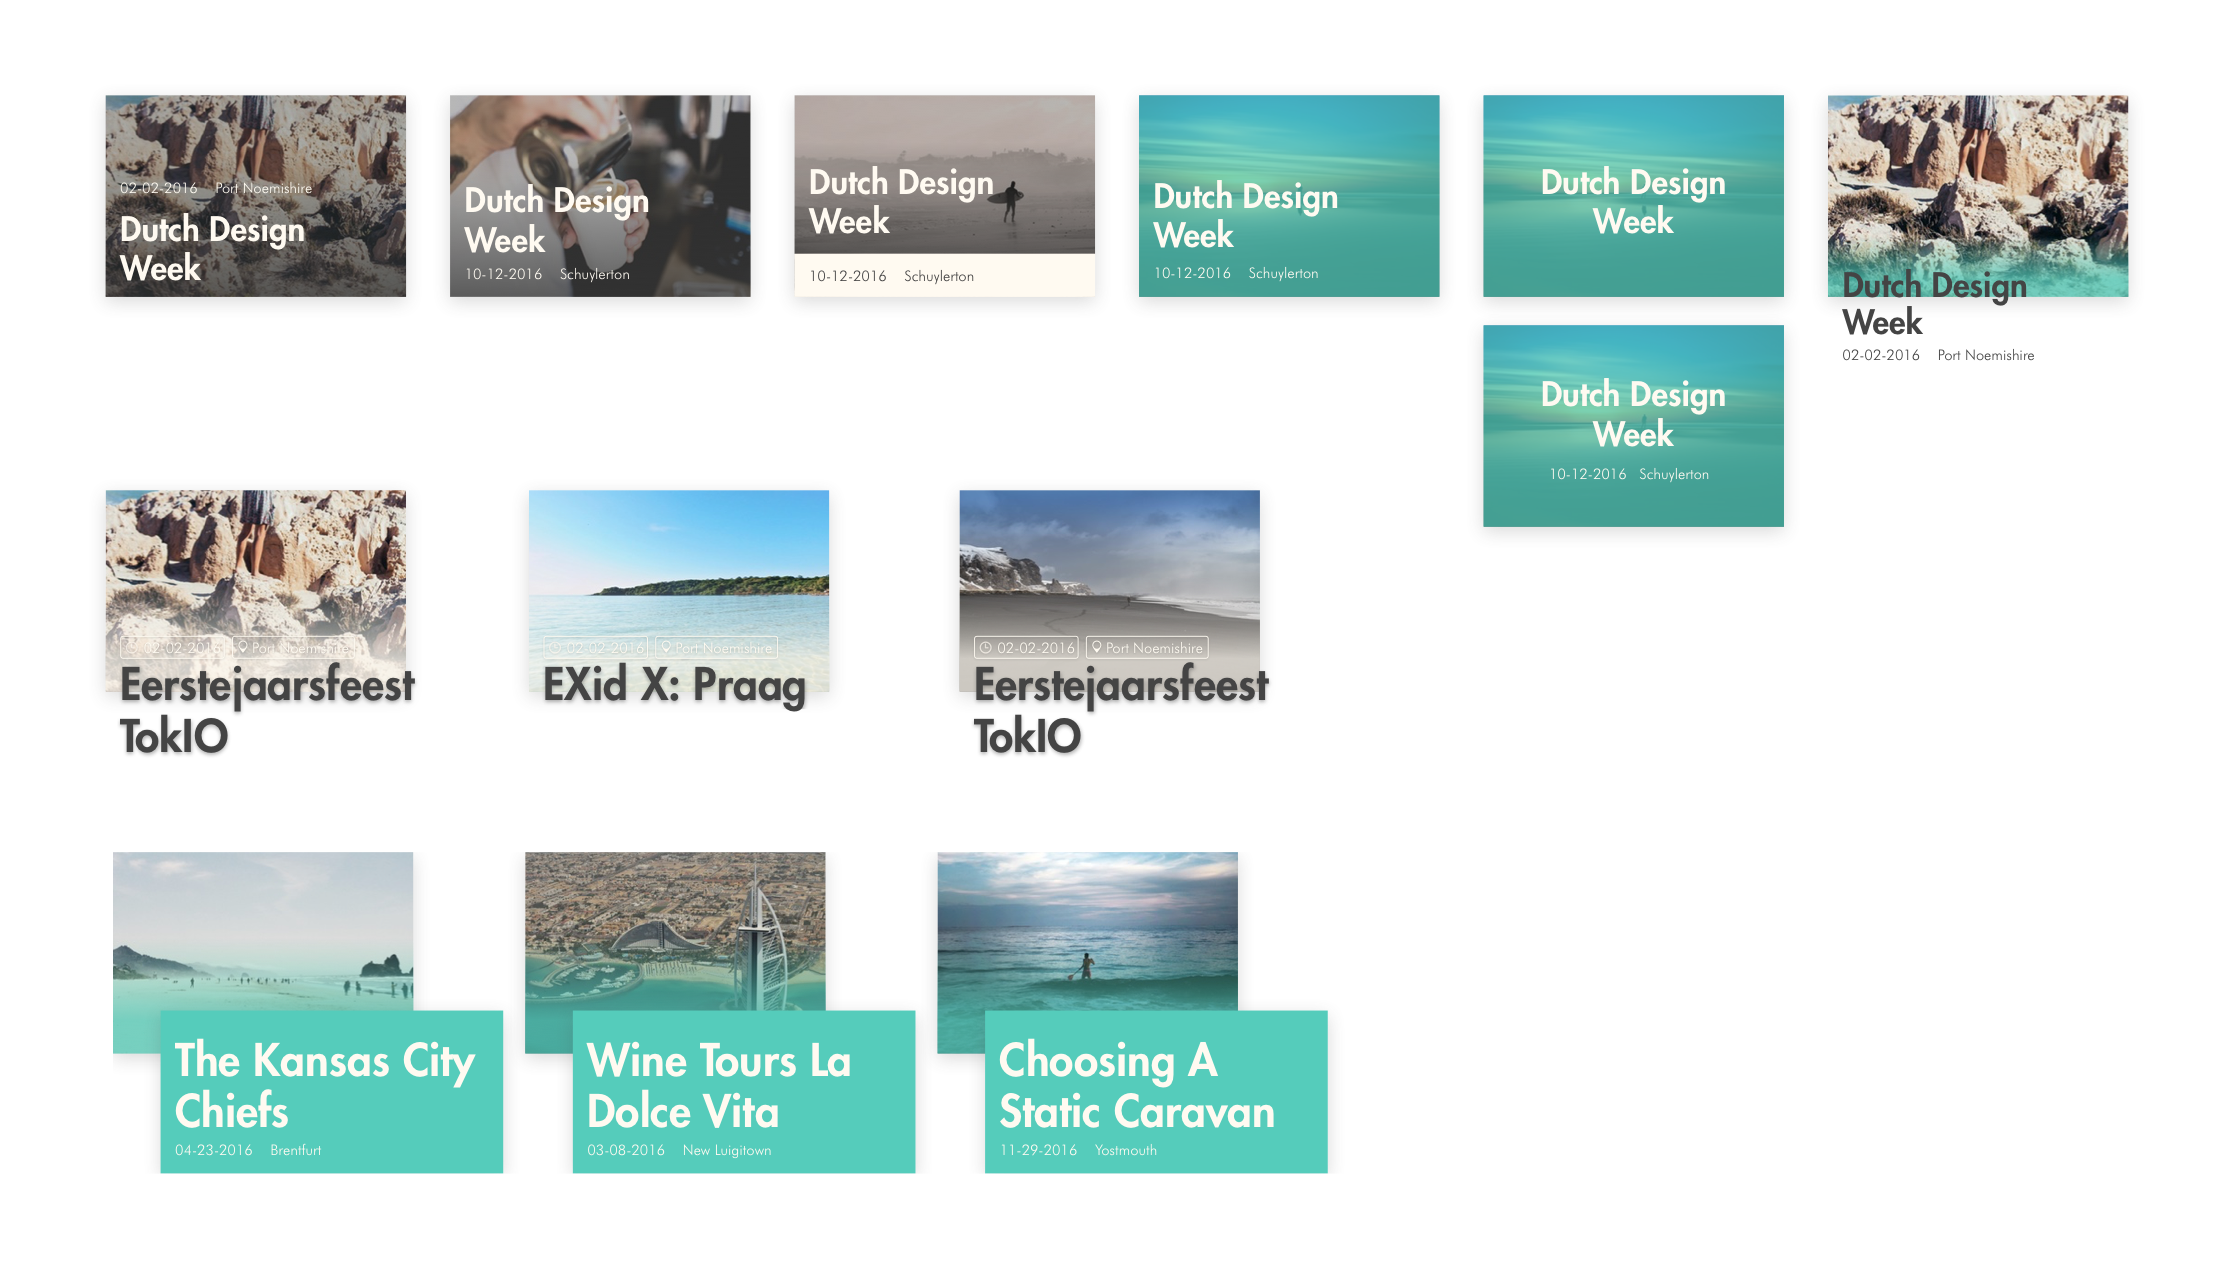 02-02-2016 Port Noemishire
Dutch Design
Week
Dutch Design
Week
10-12-2016 Schuylerton
Dutch Design
Week
10-12-2016 Schuylerton
Dutch Design
Week
10-12-2016 Schuylerton
Dutch Design
Week
Dutch Design
Week
02-02-2016 Port Noemishire
Dutch Design
Week
10-12-2016 Schuylerton
02-02-2016 Port Noemishire
Eerstejaarsfeest
TokIO
02-02-2016 Port Noemishire
EXid X: Praag
02-02-2016 Port Noemishire
Eerstejaarsfeest
TokIO
The Kansas City
Chiefs
04-23-2016 Brentfurt
Wine Tours La
Dolce Vita
03-08-2016 New Luigitown
Choosing A
Static Caravan
11-29-2016 Yostmouth